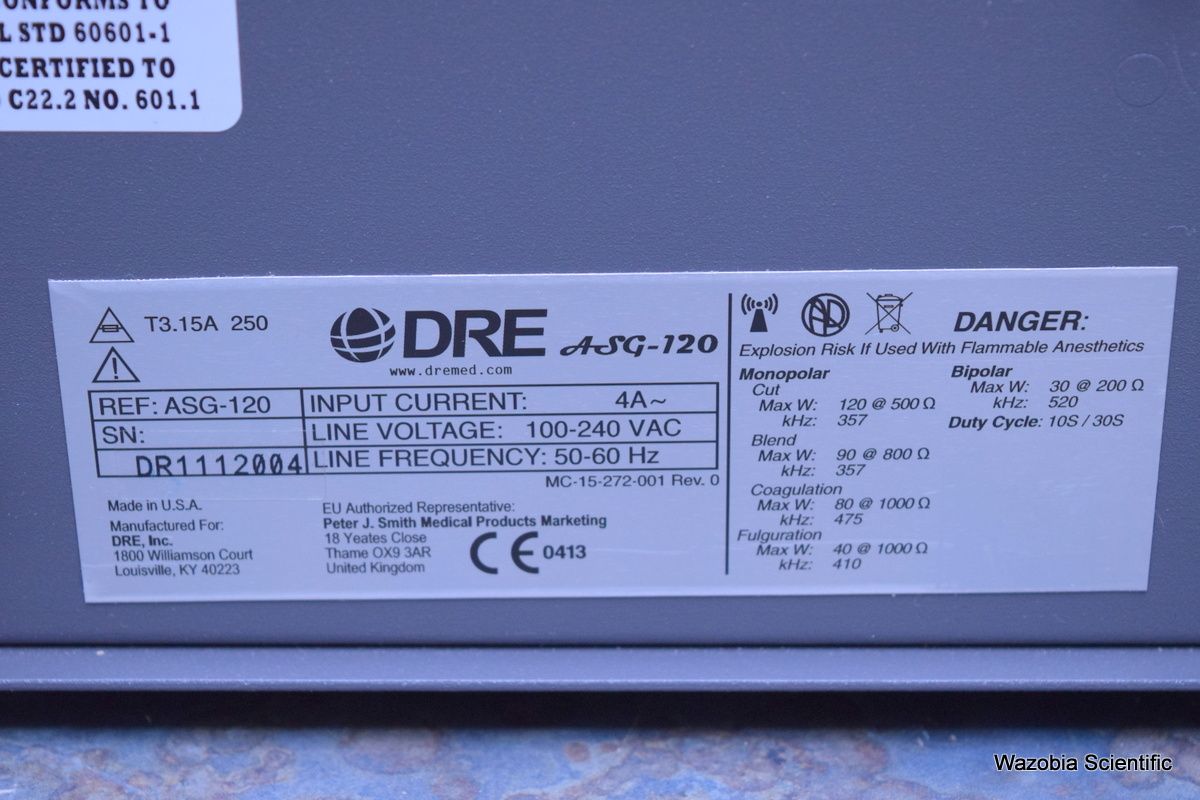 ONFORMS TO
L STD 60601-1
CERTIFIED TO
C22.2 NO. 601.1
T3.15A 250
DRE ASG-120
www.dremed.com
REF: ASG-120
SN:
DR1112004
INPUT CURRENT: 4A~
LINE VOLTAGE: 100-240 VAC
LINE FREQUENCY: 50-60 Hz
MC-15-272-001 Rev. 0
Made in U.S.A.
Manufactured For:
DRE, Inc.
1800 Williamson Court
Louisville, KY 40223
EU Authorized Representative:
Peter J. Smith Medical Products Marketing
18 Yeates Close
Thame OX9 3AR
United Kingdom
CE 0413
DANGER:
Explosion Risk If Used With Flammable Anesthetics
Monopolar
Cut
Max W: 120 @ 500 Ω
kHz: 357
Blend
Max W: 90 @ 800 Ω
kHz: 357
Coagulation
Max W: 80 @ 1000 Ω
kHz: 475
Fulguration
Max W: 40 @ 1000 Ω
kHz: 410
Bipolar
Max W: 30 @ 200 Ω
kHz: 520
Duty Cycle: 10S / 30S
Wazobia Scientific